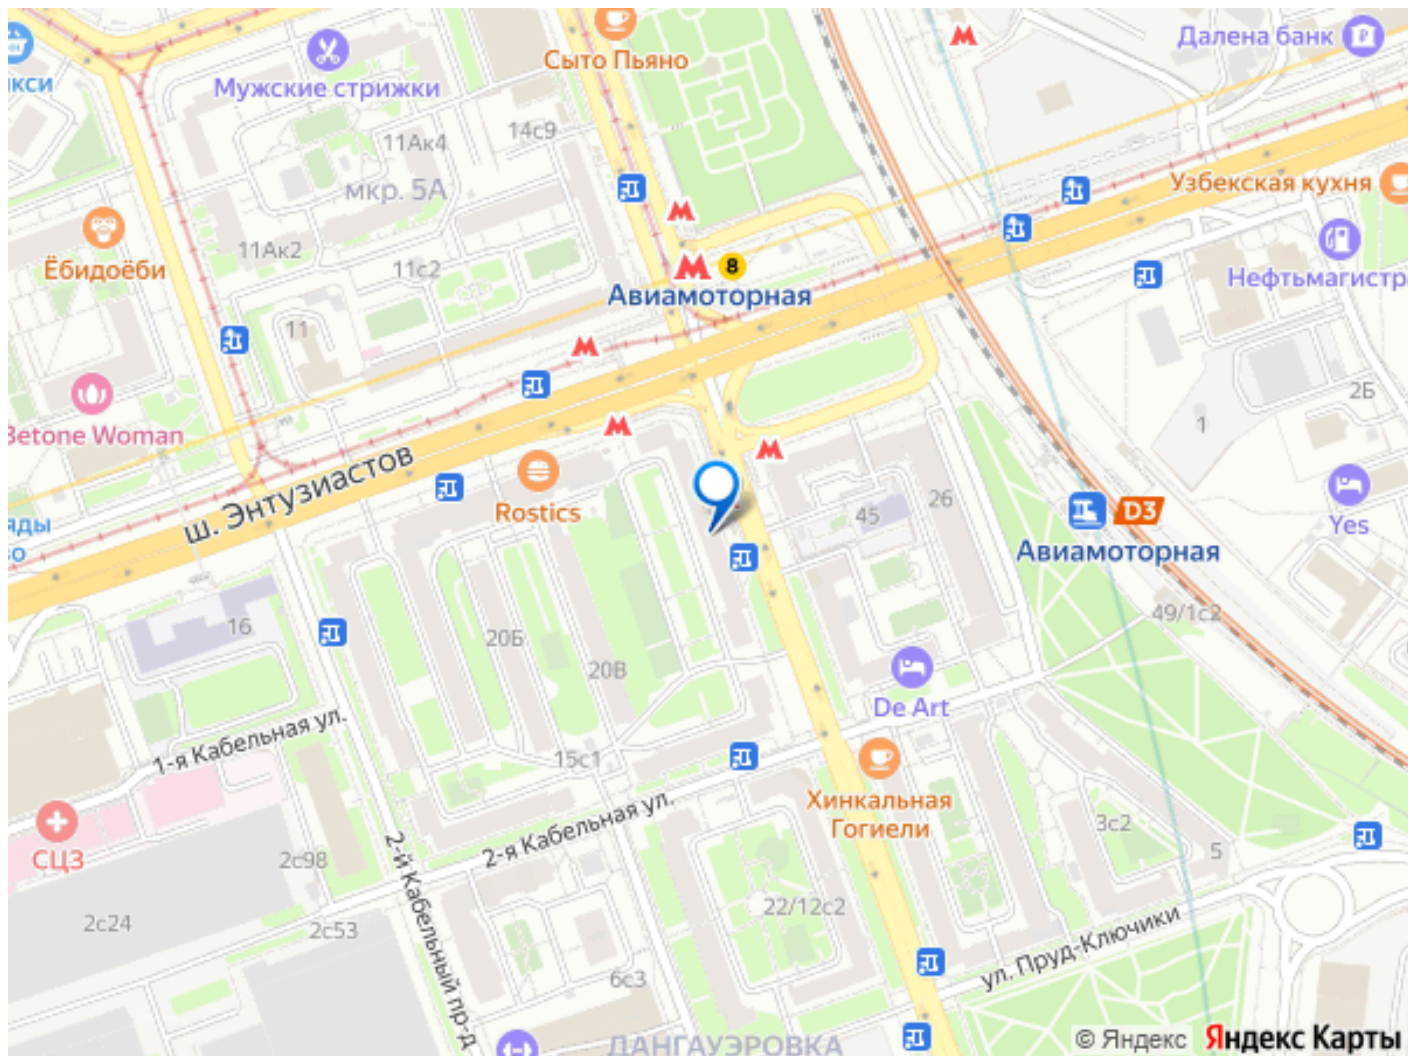 Далена банк
кси
Сыто Пьяно
Мужские стрижки
14с9
11Ак4
мкр. 5А
Узбекская кухня
11Ак2
Ёбидоёби
11с2
8
Авиамоторная
Нефтьмагистр
11
2Б
1
Betone Woman
ш. Энтузиастов
Rostics
26
45
D3
Авиамоторная
Yes
яды
о
16
20Б
49/1с2
20В
De Art
1-я Кабельная ул.
15с1
Хинкальная
Гогиели
2-я Кабельная ул.
СЦЗ
2с98
3с2
5
2-й Кабельный пр-д
22/12с2
2с24
2с53
ул. Пруд-Ключики
6с3
ДАНГАУЭРОВКА
© Яндекс Яндекс Карты